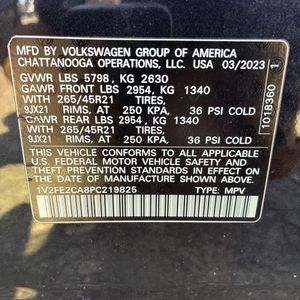 MFD BY VOLKSWAGEN GROUP OF AMERICA
CHATTANOOGA OPERATIONS, LLC. USA 03/2023
GVWR LBS 5798, KG 2630
GAWR FRONT LBS 2954, KG 1340
WITH 265/45R21 TIRES,
9JX21 RIMS, AT 250 KPA, 36 PSI COLD
GAWR REAR LBS 2954, KG 1340
WITH 265/45R21 TIRES,
9JX21 RIMS, AT 250 KPA, 36 PSI COLD
THIS VEHICLE CONFORMS TO ALL APPLICABLE
U.S. FEDERAL MOTOR VEHICLE SAFETY AND
THEFT PREVENTION STANDARDS IN EFFECT ON THE
DATE OF MANUFACTURE SHOWN ABOVE.
1V2FE2CA8PC219825 TYPE: MPV
1018360 1